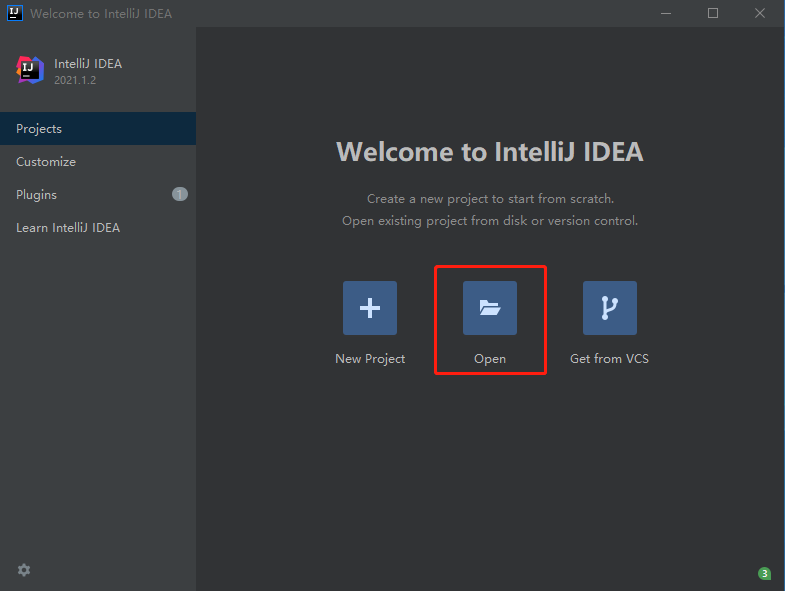 Welcome to IntelliJ IDEA
IntelliJ IDEA
2021.1.2
Projects
Customize
Plugins 1
Learn IntelliJ IDEA
Welcome to IntelliJ IDEA
Create a new project to start from scratch.
Open existing project from disk or version control.
New Project Open Get from VCS
3